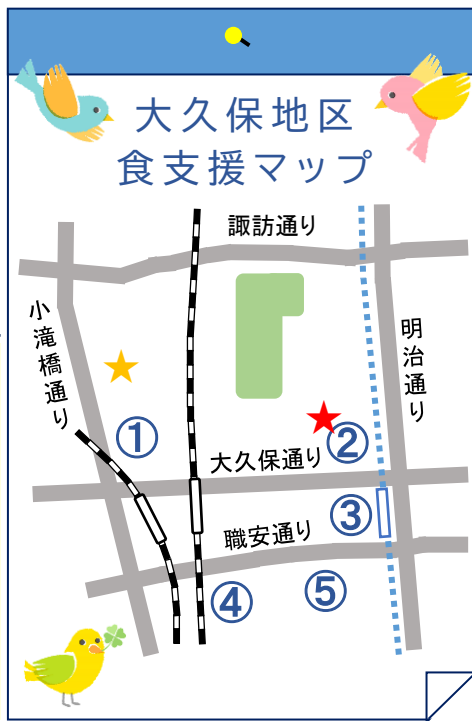 大久保地区
食支援マップ
諏訪通り
小滝橋通り
明治通り
①
②
大久保通り
③
職安通り
④
⑤